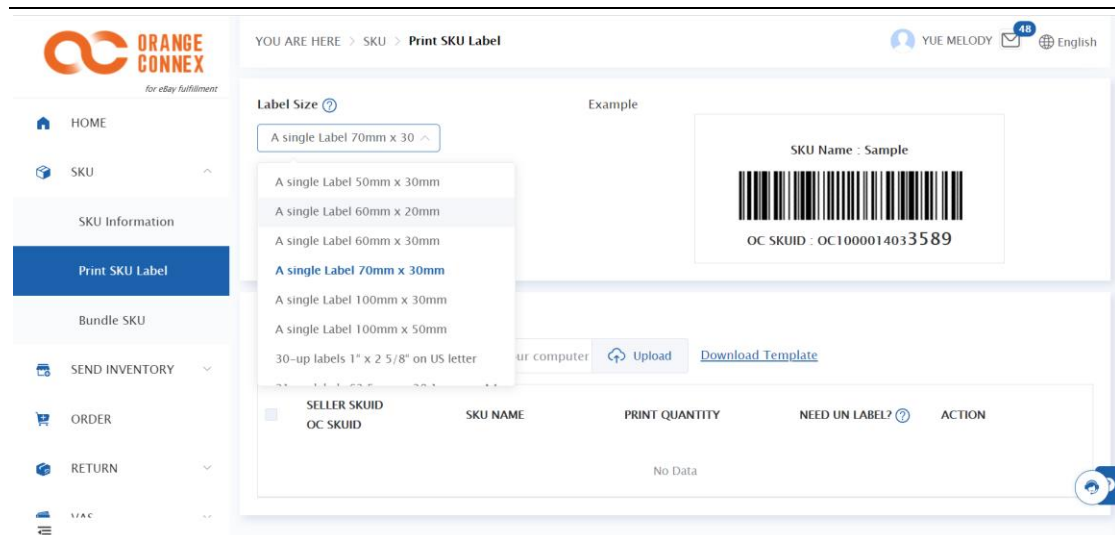 ORANGE
CONNEX
for eBay fulfillment
YOU ARE HERE > SKU > Print SKU Label
YUE MELODY
48
English
HOME
SKU
SKU Information
Print SKU Label
Bundle SKU
SEND INVENTORY
ORDER
RETURN
VAS
Label Size ?
A single Label 70mm x 30
A single Label 50mm x 30mm
A single Label 60mm x 20mm
A single Label 60mm x 30mm
A single Label 70mm x 30mm
A single Label 100mm x 30mm
A single Label 100mm x 50mm
30-up labels 1" x 2 5/8" on US letter
Example
SKU Name : Sample
OC SKUID : OC1000014033589
ur computer
Upload
Download Template
SELLER SKUID
OC SKUID
SKU NAME
PRINT QUANTITY
NEED UN LABEL? ?
ACTION
No Data